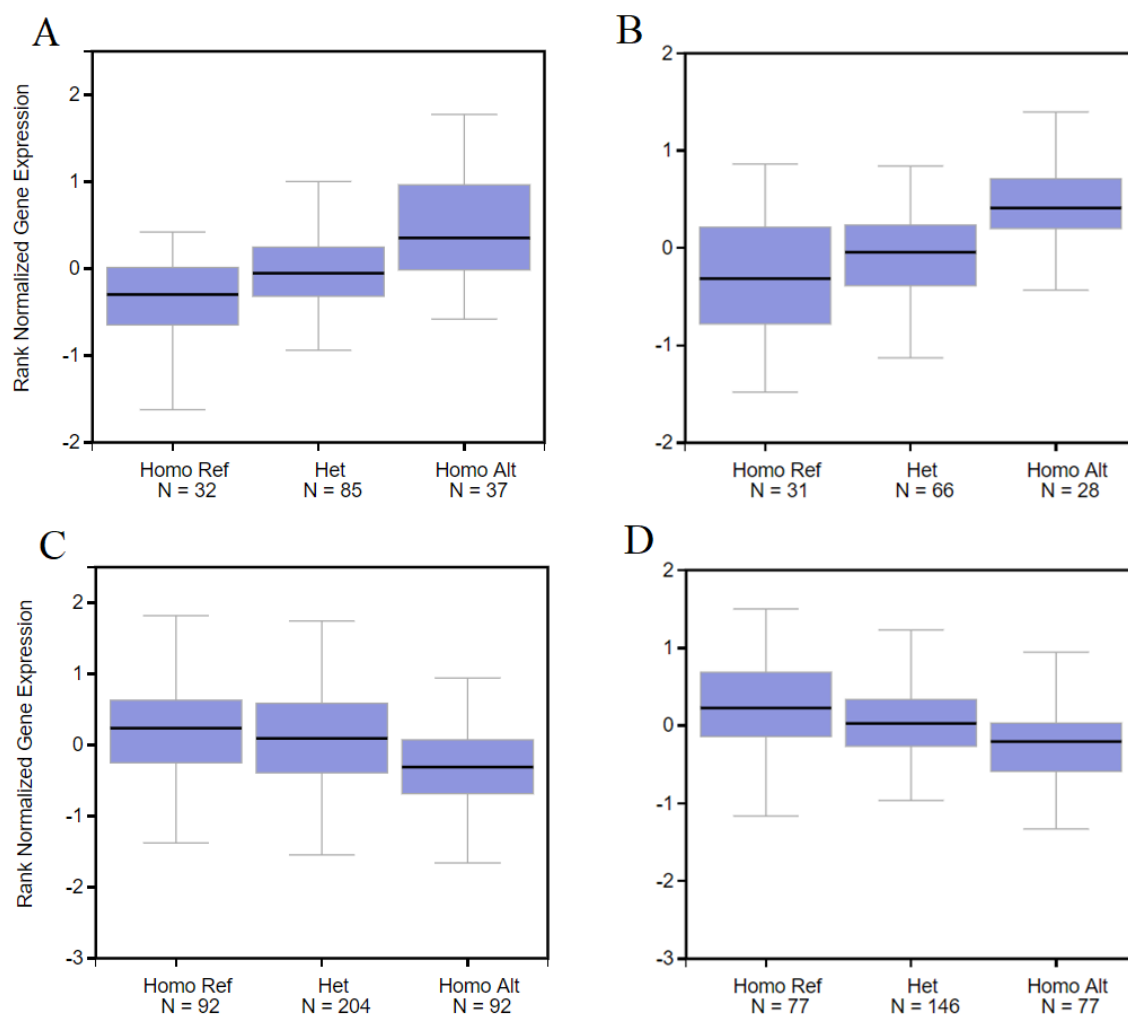 A
B
Rank Normalized Gene Expression
2
1
0
-1
-2
2
1
0
-1
-2
Homo Ref
N = 32
Het
N = 85
Homo Alt
N = 37
Homo Ref
N = 31
Het
N = 66
Homo Alt
N = 28
C
D
Rank Normalized Gene Expression
2
1
0
-1
-2
-3
2
1
0
-1
-2
-3
Homo Ref
N = 92
Het
N = 204
Homo Alt
N = 92
Homo Ref
N = 77
Het
N = 146
Homo Alt
N = 77